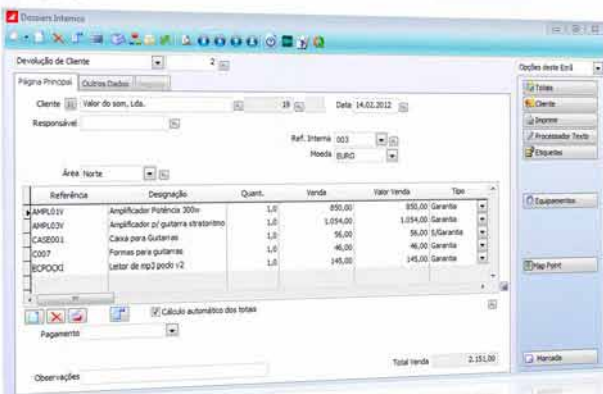 Dossiers Internos
Devolução de Cliente 2 Opções deste Ecrã
Página Principal Outros Dados
Totais
Cliente Valor do som, Lda. 19 Data 14.02.2012
Cliente
Responsável
Imprimir
Ref. Interna 003
Processador Texto
Moeda EURO
Etiquetas
Área Norte
Referência Designação Quant. Venda Valor Venda Tipo
Equipamentos
AMPL01V Amplificador Potência 300w 1,0 850,00 850,00 Garantia
AMPL03V Amplificador p/ guitarra stratoritmo 1,0 1.054,00 1.054,00 Garantia
CASE001 Caixa para Guitarras 1,0 56,00 56,00 S/Garantia
C007 Formas para guitarras 1,0 46,00 46,00 Garantia
ECPOCKI Leitor de mp3 pocki v2 1,0 145,00 145,00 Garantia
Map Point
Cálculo automático dos totais
Pagamento
Total Venda 2.151,00
Marcada
Observações